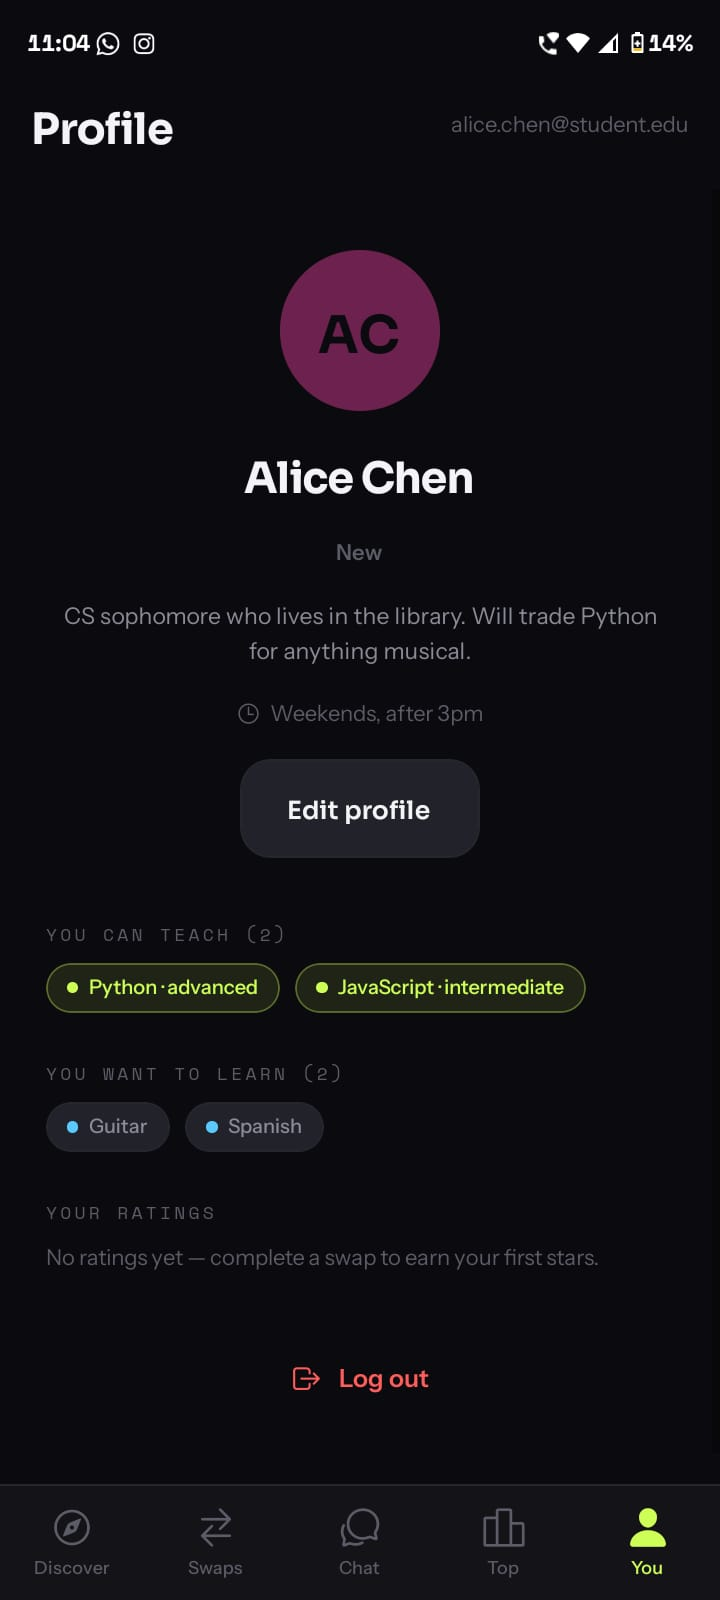 11:04 14%
Profile alice.chen@student.edu
AC
Alice Chen
New
CS sophomore who lives in the library. Will trade Python
for anything musical.
Weekends, after 3pm
Edit profile
YOU CAN TEACH (2)
Python · advanced JavaScript · intermediate
YOU WANT TO LEARN (2)
Guitar Spanish
YOUR RATINGS
No ratings yet — complete a swap to earn your first stars.
Log out
Discover Swaps Chat Top You